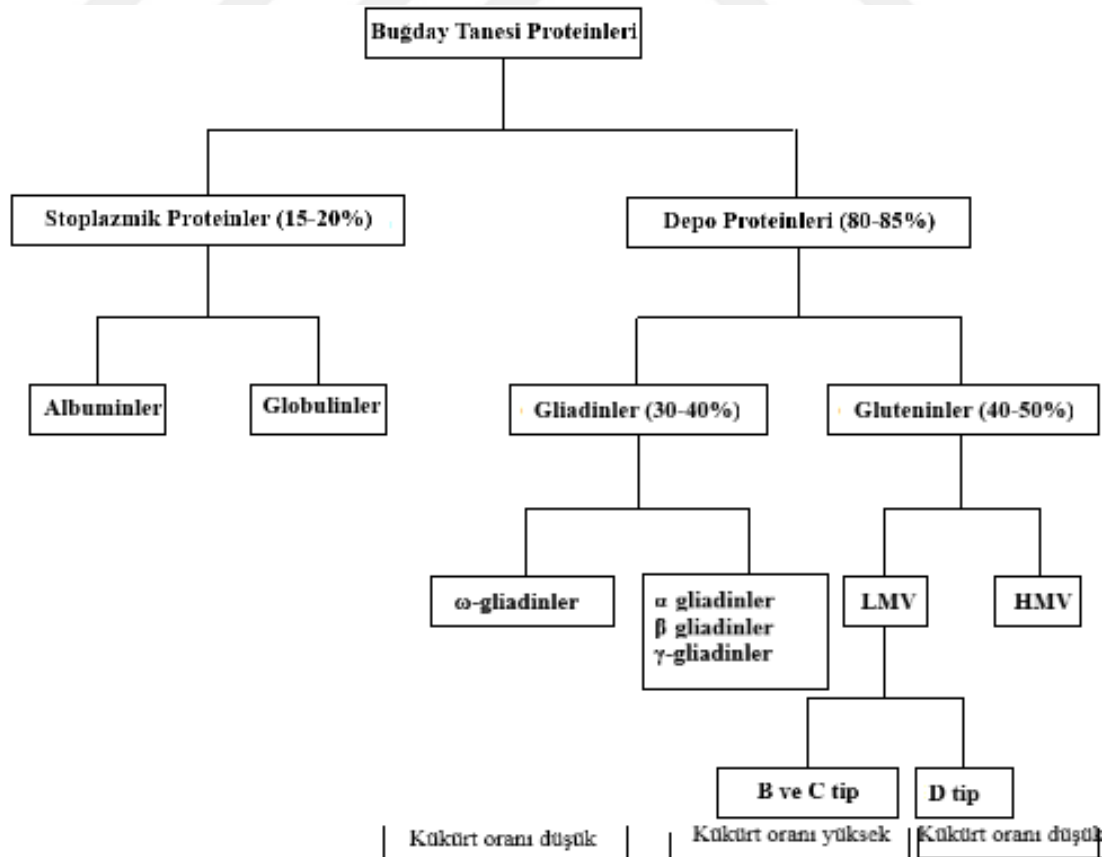 Buğday Tanesi Proteinleri
Stoplazmik Proteinler (15-20%)
Depo Proteinleri (80-85%)
Albuminler
Globulinler
Gliadinler (30-40%)
Gluteninler (40-50%)
ω-gliadinler
α gliadinler
β gliadinler
γ-gliadinler
LMV
HMV
B ve C tip
D tip
Kükürt oranı düşük
Kükürt oranı yüksek
Kükürt oranı düşük